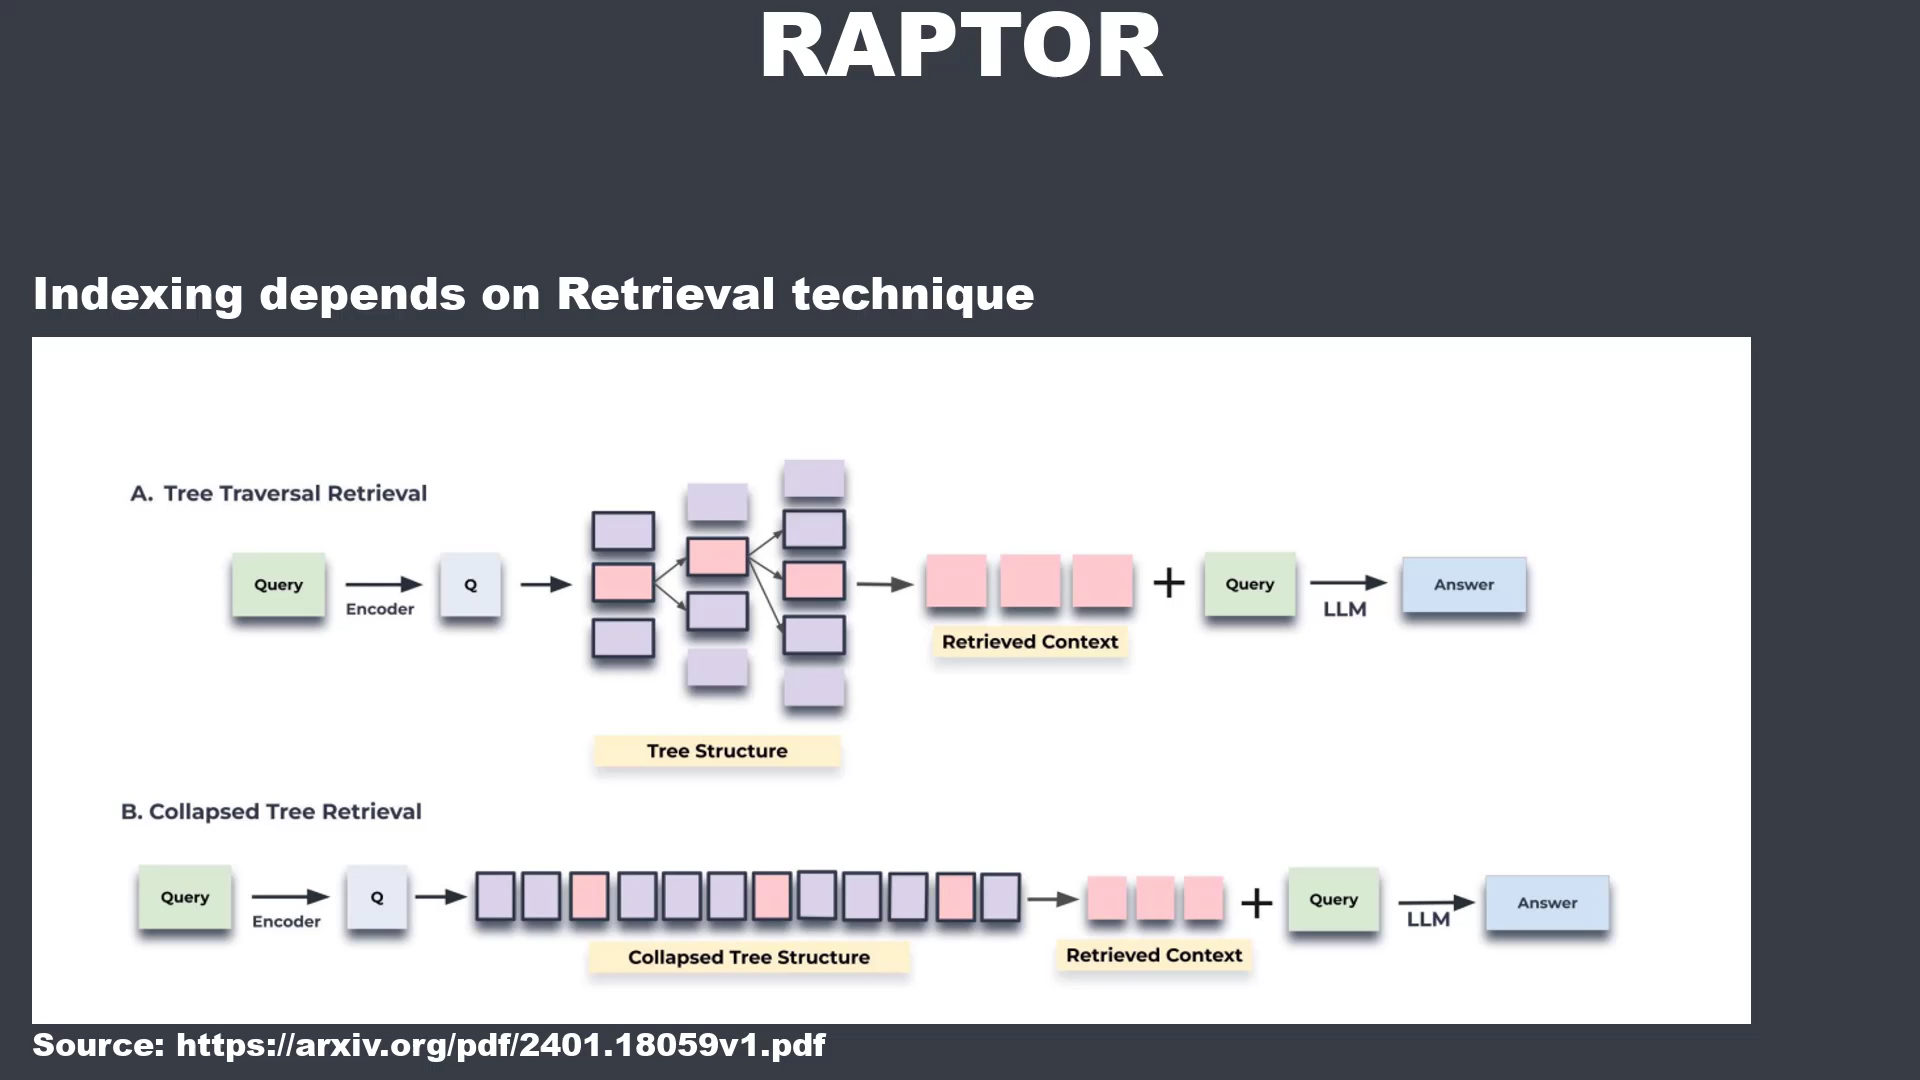 RAPTOR
Indexing depends on Retrieval technique
A. Tree Traversal Retrieval
Query
Encoder
Q
Tree Structure
Retrieved Context
Query
LLM
Answer
B. Collapsed Tree Retrieval
Query
Encoder
Q
Collapsed Tree Structure
Retrieved Context
+
Query
LLM
Answer
Source: https://arxiv.org/pdf/2401.18059v1.pdf